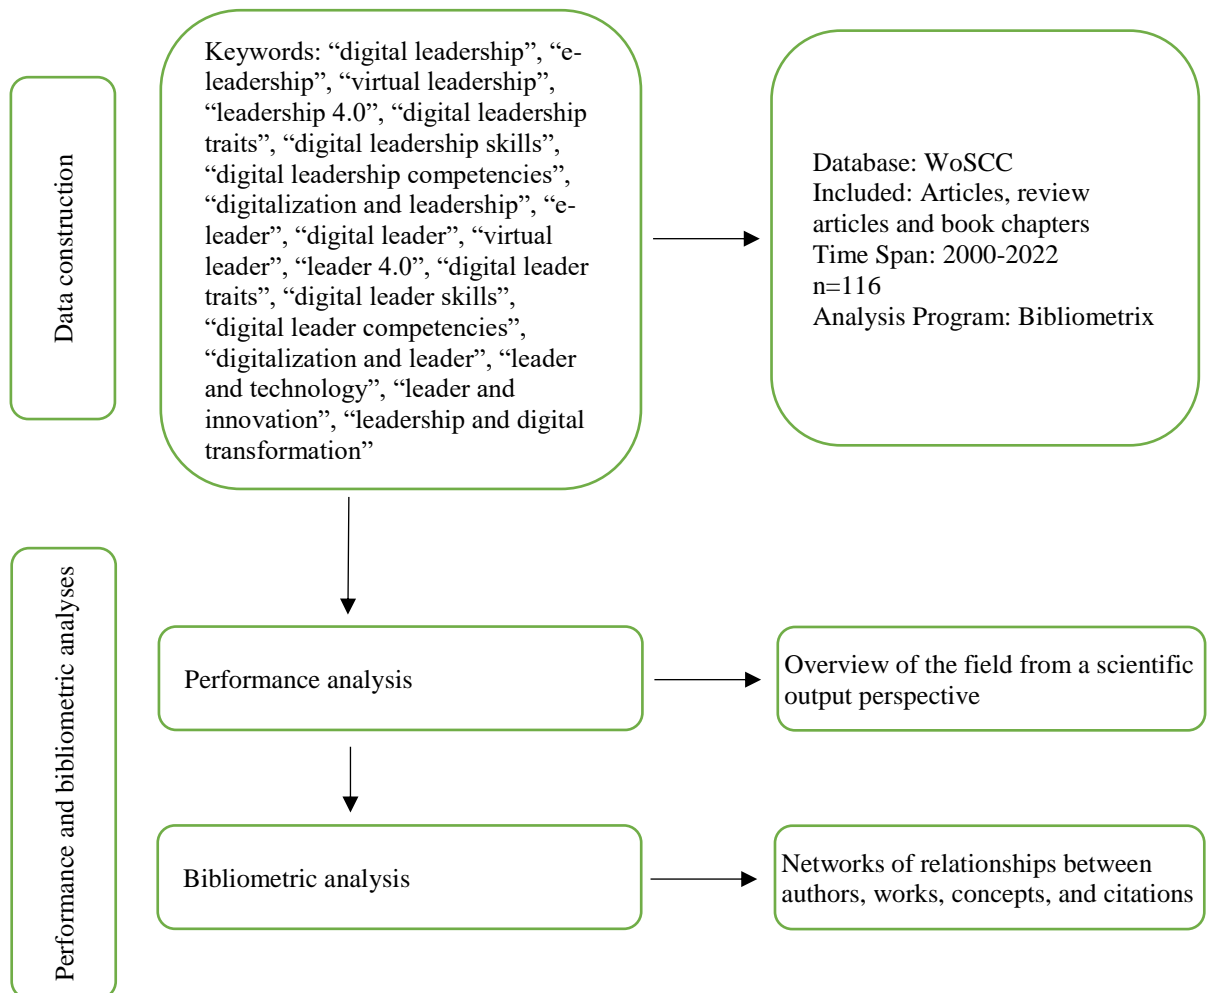 Data construction
Keywords: “digital leadership”, “e-
leadership”, “virtual leadership”,
“leadership 4.0”, “digital leadership
traits”, “digital leadership skills”,
“digital leadership competencies”,
“digitalization and leadership”, “e-
leader”, “digital leader”, “virtual
leader”, “leader 4.0”, “digital leader
traits”, “digital leader skills”,
“digital leader competencies”,
“digitalization and leader”, “leader
and technology”, “leader and
innovation”, “leadership and digital
transformation”
Database: WoSCC
Included: Articles, review
articles and book chapters
Time Span: 2000-2022
n=116
Analysis Program: Bibliometrix
Performance and bibliometric analyses
Performance analysis
Overview of the field from a scientific
output perspective
Bibliometric analysis
Networks of relationships between
authors, works, concepts, and citations